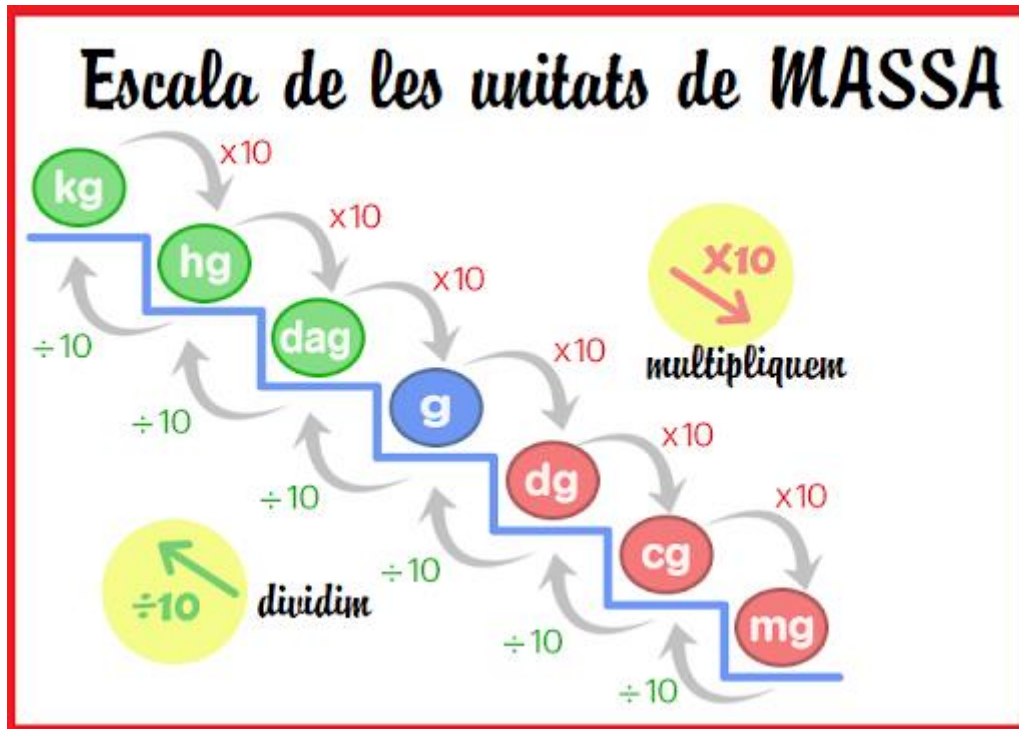 Escala de les unitats de MASSA
kg
x10
hg
x10
dag
x10
g
x10
dg
x10
cg
x10
mg
÷10
÷10
÷10
÷10
÷10
÷10
X10
multipliquem
÷10
dividim